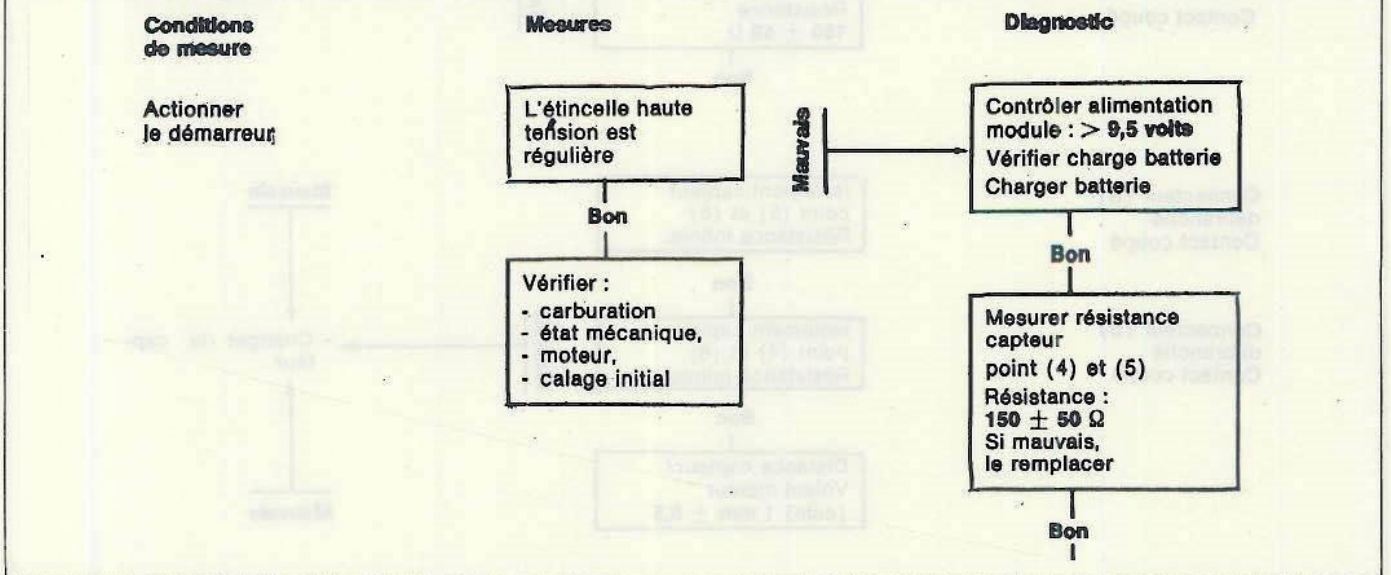 Conditions
de mesure
Mesures
Diagnostic
Actionner
le démarreur
L'étincelle haute
tension est
régulière
Mauvais
Contrôler alimentation
module : > 9,5 volts
Vérifier charge batterie
Charger batterie
Bon
Bon
Vérifier :
- carburation
- état mécanique,
- moteur,
- calage initial
Mesurer résistance
capteur
point (4) et (5)
Résistance :
150 ± 50 Ω
Si mauvais,
le remplacer
Bon